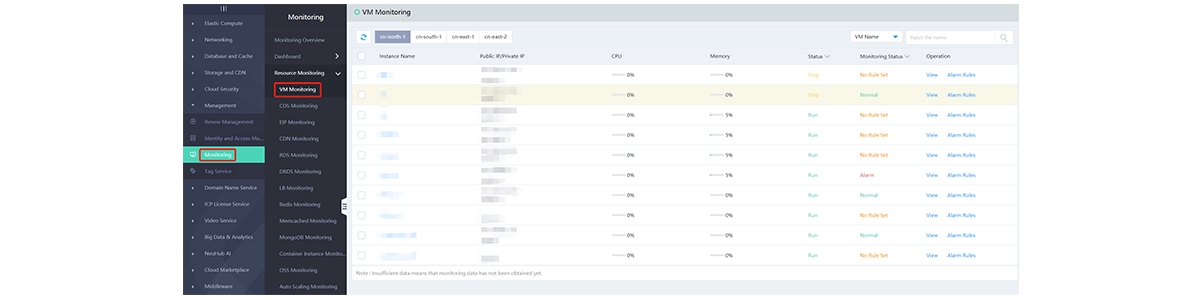 Elastic Compute
Networking
Database and Cache
Storage and CDN
Cloud Security
Management
Renew Management
Identity and Access Ma...
Monitoring
Tag Service
Domain Name Service
ICP License Service
Video Service
Big Data & Analytics
NeuHub AI
Cloud Marketplace
Middleware
Monitoring
Monitoring Overview
Dashboard
Resource Monitoring
VM Monitoring
CDS Monitoring
EIP Monitoring
CDN Monitoring
RDS Monitoring
DRDS Monitoring
LB Monitoring
Redis Monitoring
Memcached Monitoring
MongoDB Monitoring
Container Instance Monito...
OSS Monitoring
Auto Scaling Monitoring
VM Monitoring
cn-north-1 cn-south-1 cn-east-1 cn-east-2 VM Name Input the name
Instance Name Public IP/Private IP CPU Memory Status Monitoring Status Operation
0% 0% Stop No Rule Set View Alarm Rules
0% 0% Stop Normal View Alarm Rules
0% 5% Run No Rule Set View Alarm Rules
0% 5% Run No Rule Set View Alarm Rules
0% 5% Run No Rule Set View Alarm Rules
0% 5% Run Alarm View Alarm Rules
0% 0% Run Normal View Alarm Rules
0% 0% Run No Rule Set View Alarm Rules
0% 0% Run Normal View Alarm Rules
0% 0% Run No Rule Set View Alarm Rules
Note : Insufficient data means that monitoring data has not been obtained yet.